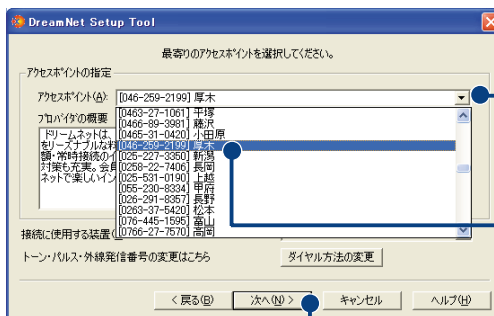 DreamNet Setup Tool
最寄りのアクセスポイントを選択してください。
アクセスポイントの指定
アクセスポイント(A):
[046-259-2199] 厚木
プロバイダの概要
[0463-27-1061] 平塚
[0466-89-3981] 藤沢
[0465-31-0420] 小田原
[046-259-2199] 厚木
[025-227-3350] 新潟
[0258-22-7406] 長岡
[025-531-0190] 上越
[055-230-8334] 甲府
[026-291-8357] 長野
[0263-37-5420] 松本
[076-445-1595] 富山
[0766-27-7570] 高岡
ドリームネットは、
をリーズナブルな料
額・常時接続のイ
対策も充実。会員
ネットで楽しいイン
接続に使用する装置(
トーン・パルス・外線発信番号の変更はこちら
ダイヤル方法の変更
< 戻る(B)
次へ(N) >
キャンセル
ヘルプ(H)